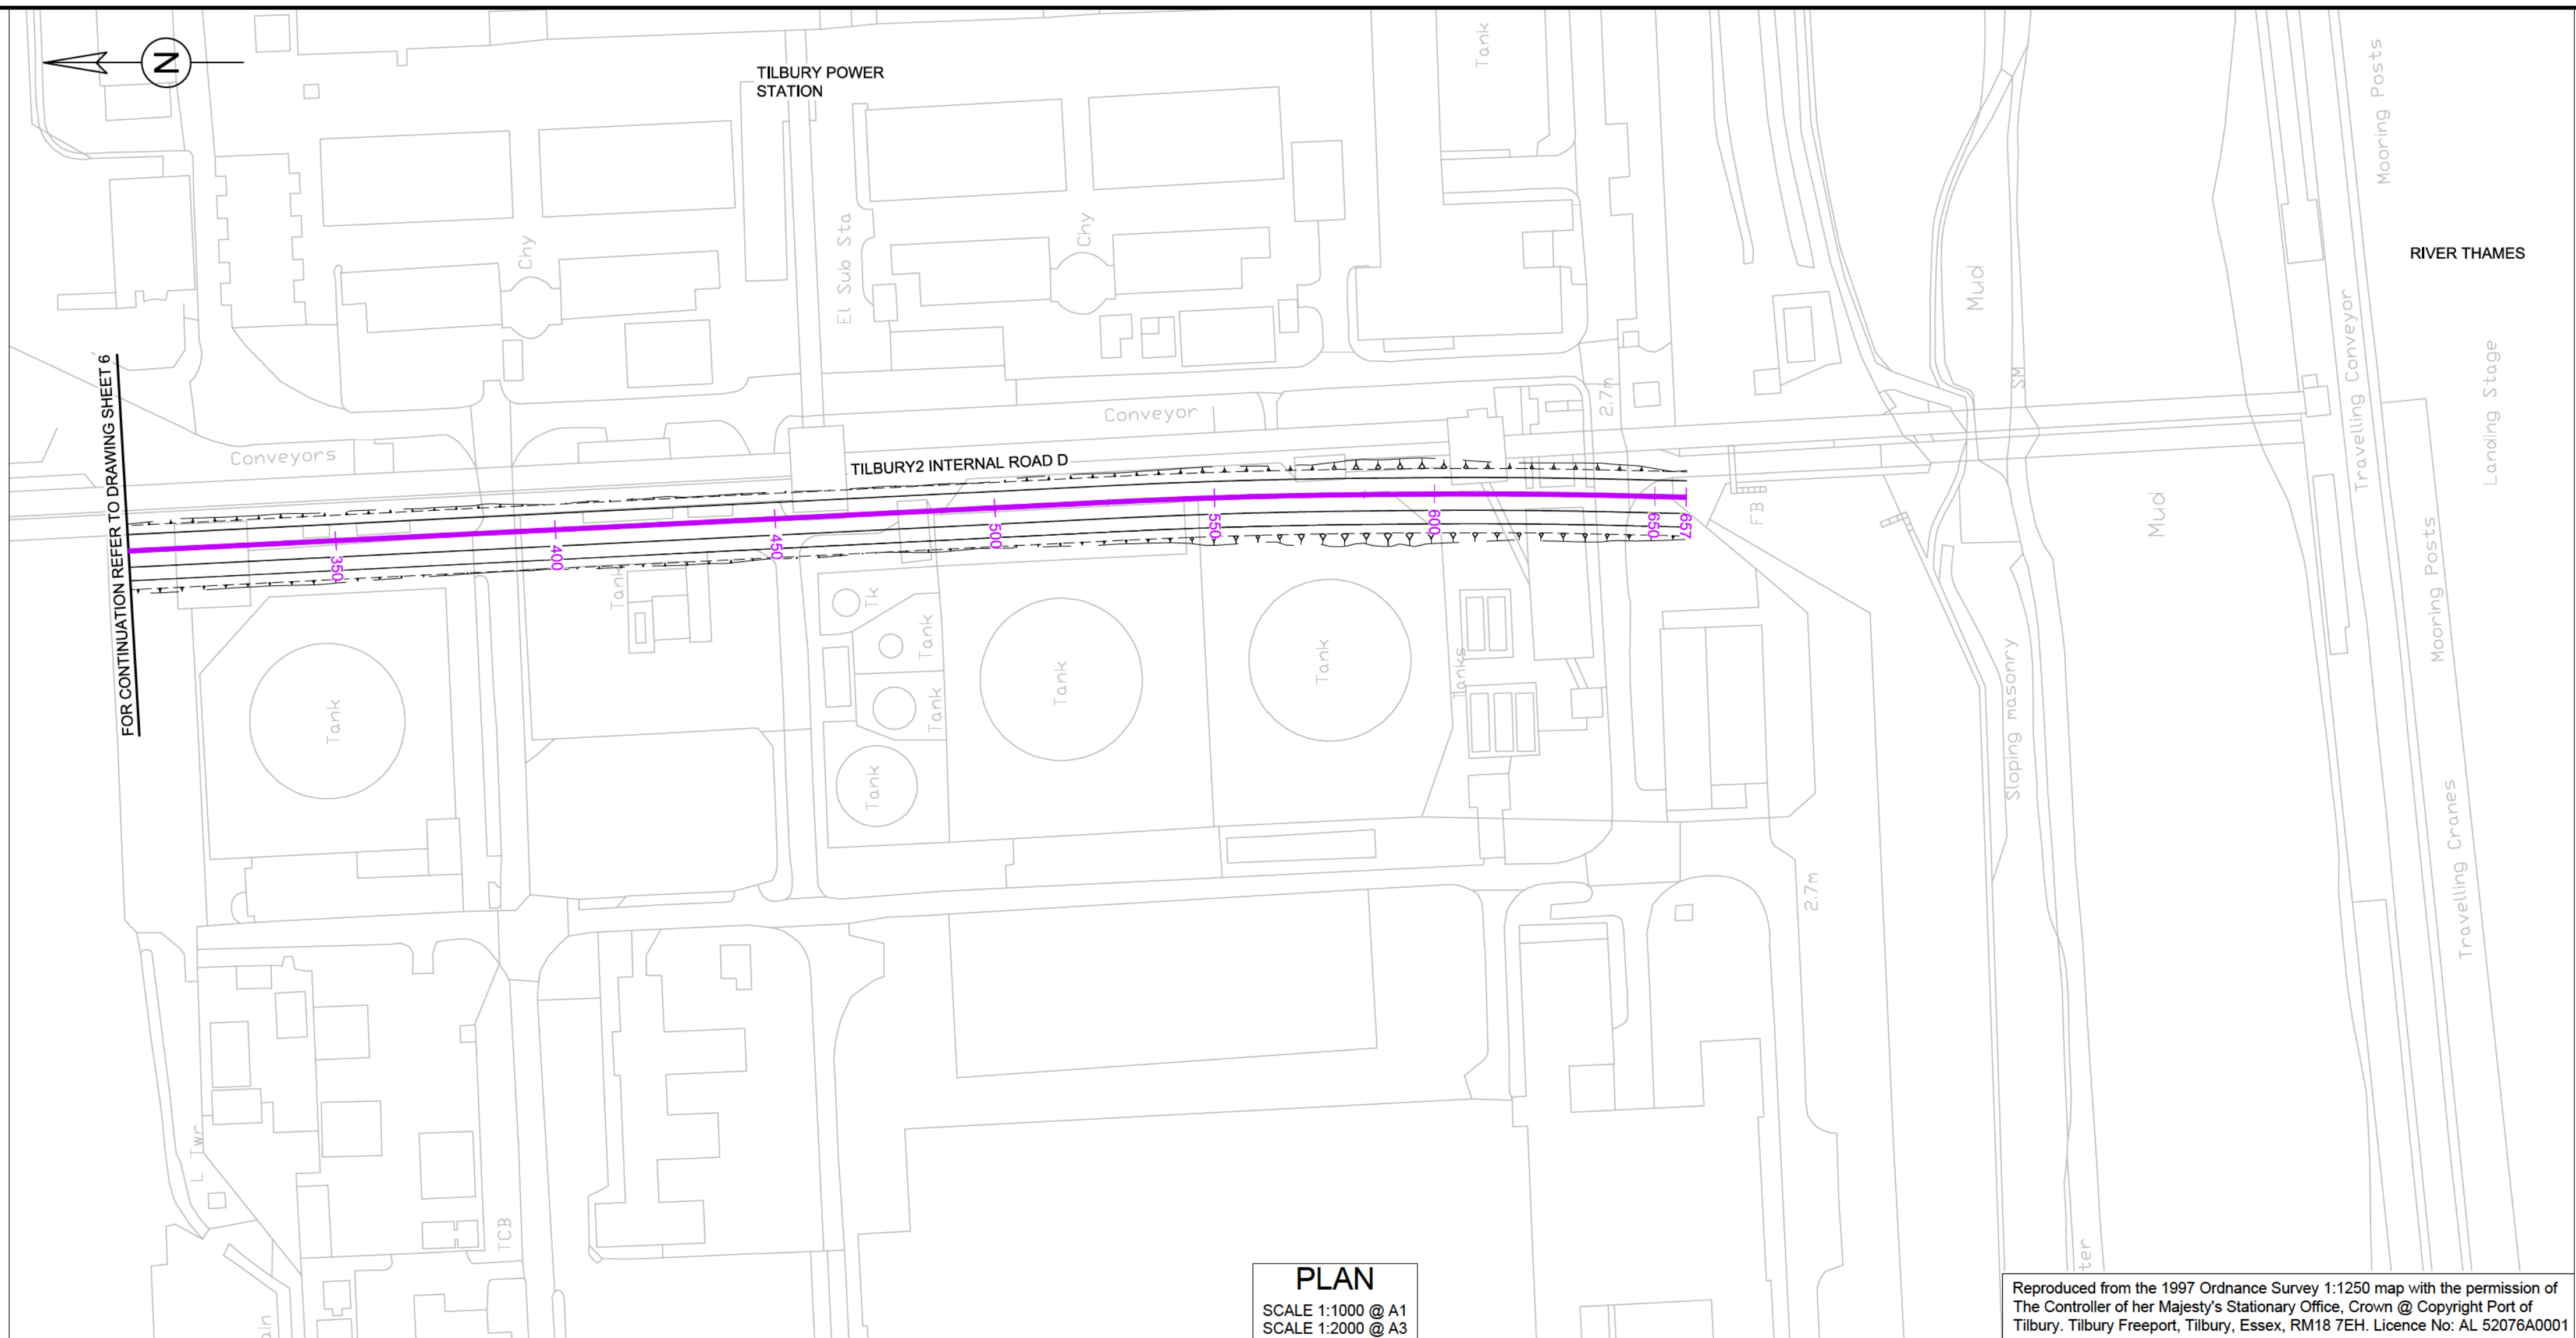 N
TILBURY POWER
STATION
Tank
Mooring Posts
RIVER THAMES
Chy
El Sub Sta
Chy
Mud
Travelling Conveyor
Landing Stage
FOR CONTINUATION REFER TO DRAWING SHEET 6
Conveyors
Conveyor
2.7m
SM
TILBURY2 INTERNAL ROAD D
350
400
450
500
550
600
650
657
FB
Mud
Mooring Posts
Tank
Tk
Tank
Tank
Tank
Tank
Tank
Tank
Tanks
Sloping masonry
Travelling Cranes
2.7m
L Twr
TCB
PLAN
SCALE 1:1000 @ A1
SCALE 1:2000 @ A3
Reproduced from the 1997 Ordnance Survey 1:1250 map with the permission of
The Controller of her Majesty's Stationary Office, Crown @ Copyright Port of
Tilbury. Tilbury Freeport, Tilbury, Essex, RM18 7EH. Licence No: AL 52076A0001